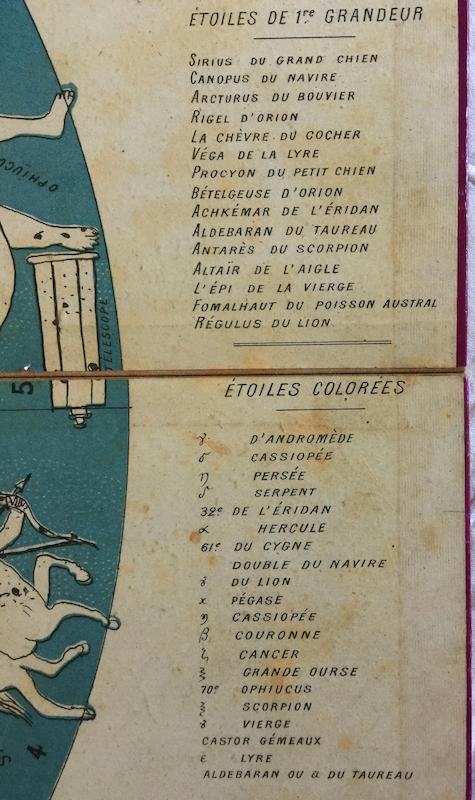 ÉTOILES DE 1re GRANDEUR
SIRIUS DU GRAND CHIEN
CANOPUS DU NAVIRE
ARCTURUS DU BOUVIER
RIGEL D'ORION
LA CHÈVRE DU COCHER
VÉGA DE LA LYRE
PROCYON DU PETIT CHIEN
BÉTELGEUSE D'ORION
ACHKÉMAR DE L'ÉRIDAN
ALDEBARAN DU TAUREAU
ANTARÈS DU SCORPION
ALTAÏR DE L'AIGLE
L'ÉPI DE LA VIERGE
FOMALHAUT DU POISSON AUSTRAL
RÉGULUS DU LION
OPHIUCU
TELESCOPE
5
ÉTOILES COLORÉES
γ D'ANDROMÈDE
CASSIOPÉE
η PERSÉE
SERPENT
32e DE L'ÉRIDAN
α HERCULE
61e DU CYGNE
DOUBLE DU NAVIRE
DU LION
x PÉGASE
η CASSIOPÉE
β COURONNE
ζ CANCER
ξ GRANDE OURSE
70e OPHIUCUS
ξ SCORPION
γ VIERGE
CASTOR GÉMEAUX
ε LYRE
ALDEBARAN OU α DU TAUREAU
4